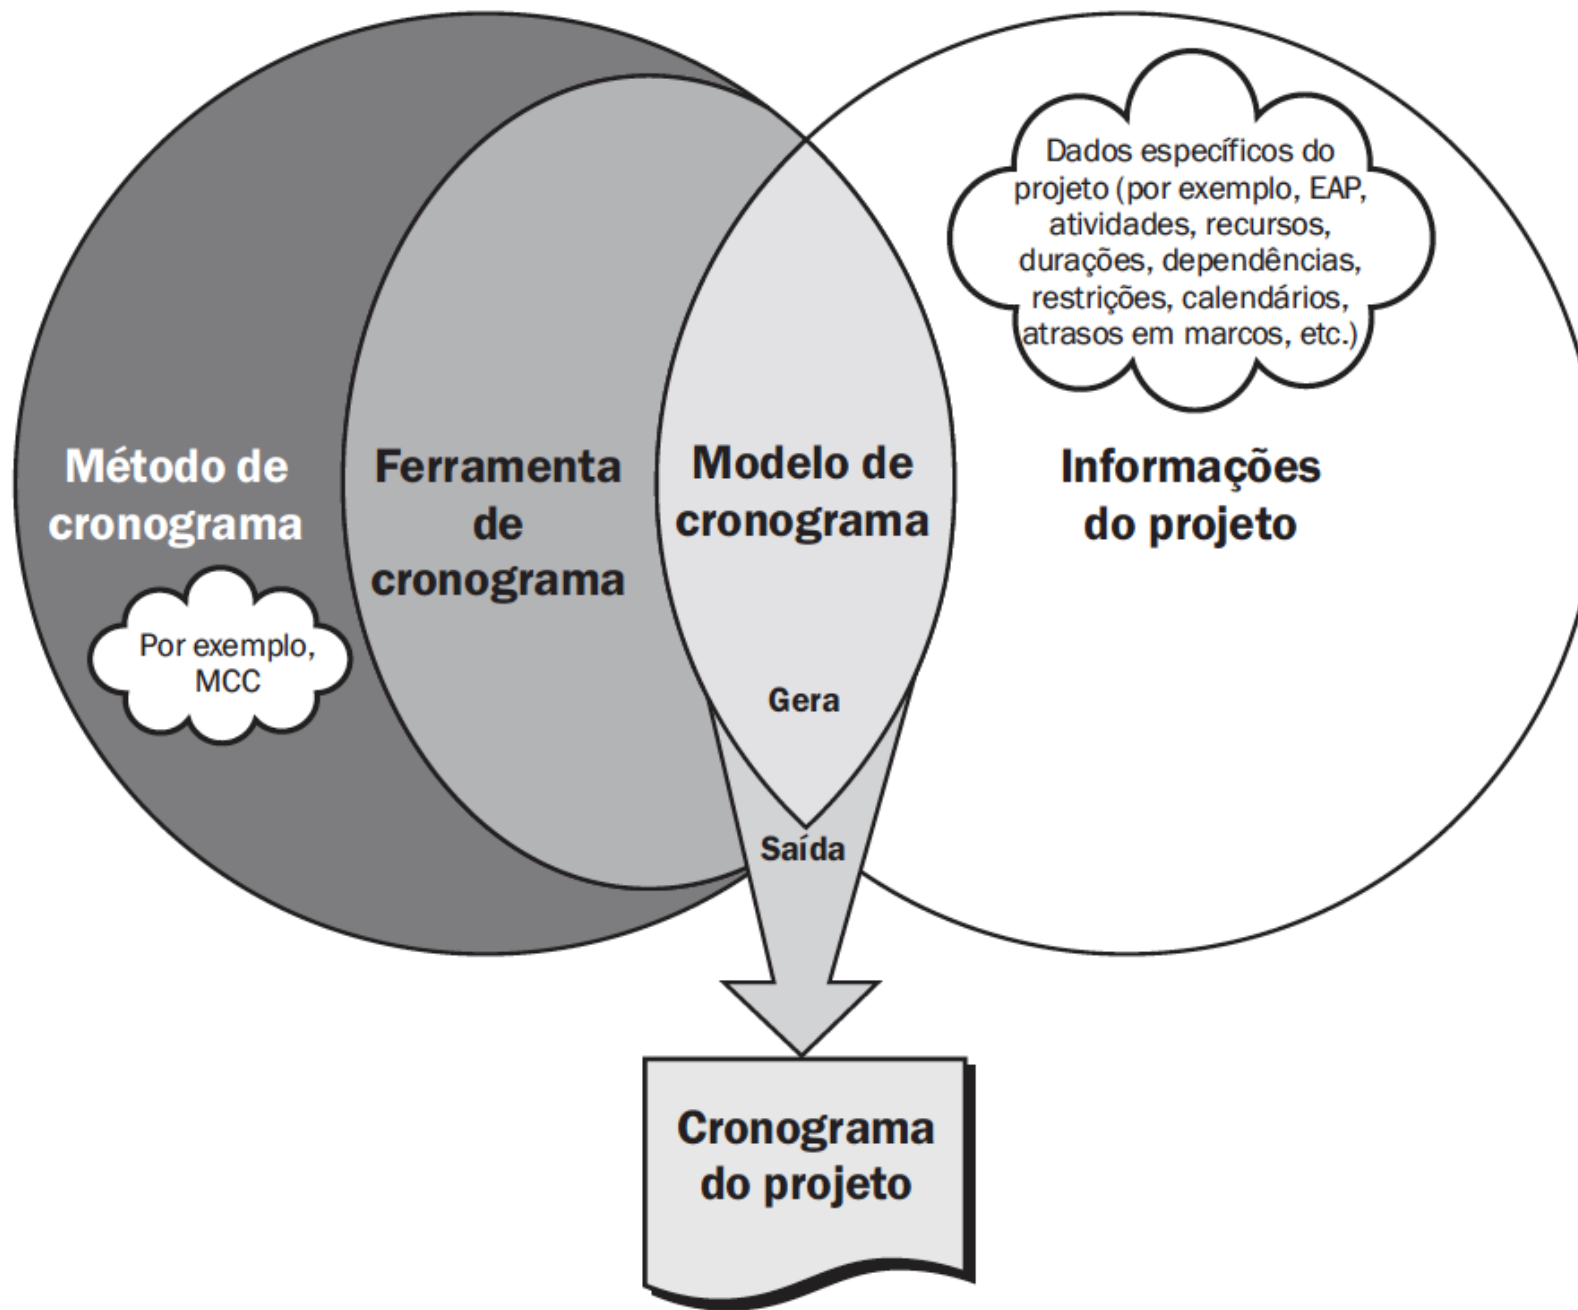 Dados específicos do
projeto (por exemplo, EAP,
atividades, recursos,
durações, dependências,
restrições, calendários,
atrasos em marcos, etc.)
Método de
cronograma
Por exemplo,
MCC
Ferramenta
de
cronograma
Modelo de
cronograma
Informações
do projeto
Gera
Saída
Cronograma
do projeto